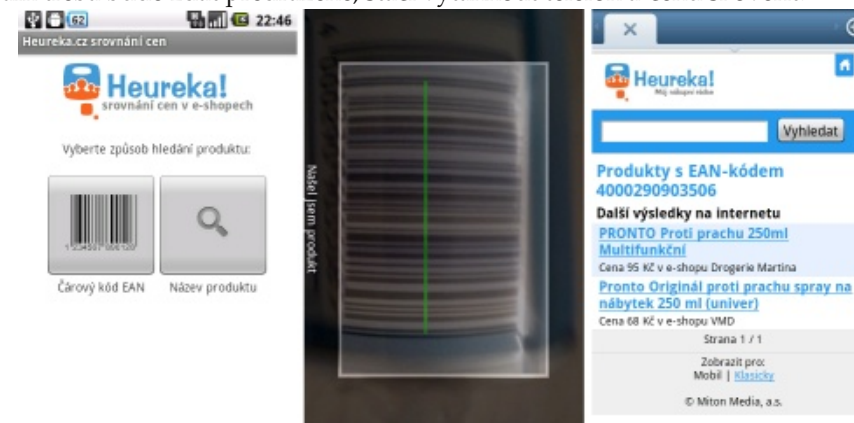 62
22:46
Heureka.cz srovnání cen
Heureka!
srovnání cen v e-shopech
Vyberte způsob hledání produktu:
Čárový kód EAN
Název produktu
Našel jsem produkt
Heureka!
Můj nákupní rádce
Vyhledat
Produkty s EAN-kódem
4000290903506
Další výsledky na internetu
PRONTO Proti prachu 250ml
Multifunkční
Cena 95 Kč v e-shopu Drogerie Martina
Pronto Originál proti prachu spray na
nábytek 250 ml (univer)
Cena 68 Kč v e-shopu VMD
Strana 1 / 1
Zobrazit pro:
Mobil | Klasicky
© Miton Media, a.s.